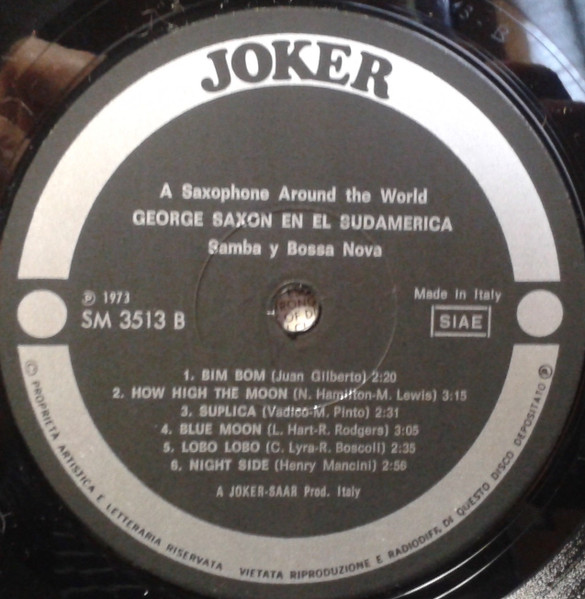 JOKER
A Saxophone Around the World
GEORGE SAXON EN EL SUDAMERICA
Samba y Bossa Nova
℗ 1973
SM 3513 B
Made in Italy
SIAE
1. BIM BOM (Juan Gilberto) 2:20
2. HOW HIGH THE MOON (N. Hamilton-M. Lewis) 3:15
3. SUPLICA (Vadico-M. Pinto) 2:31
4. BLUE MOON (L. Hart-R. Rodgers) 3:05
5. LOBO LOBO (C. Lyra-R. Boscoli) 2:35
6. NIGHT SIDE (Henry Mancini) 2:56
A JOKER-SAAR Prod. Italy
© PROPRIETA ARTISTICA E LETTERARIA RISERVATA VIETATA RIPRODUZIONE E RADIODIFF. DI QUESTO DISCO DEPOSITATO ℗